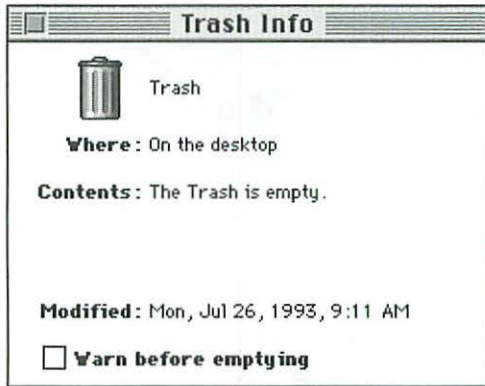 Trash Info
Trash
Where: On the desktop
Contents: The Trash is empty.
Modified: Mon, Jul 26, 1993, 9:11 AM
Warn before emptying